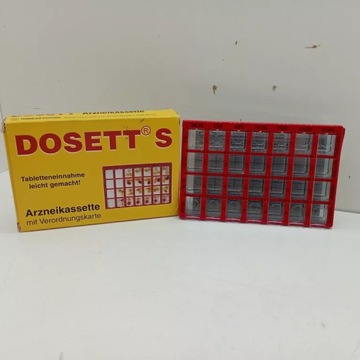 Arzneikassette
DOSETT® S
Tabletteneinnahme
leicht gemacht!
Arzneikassette
mit Verordnungskarte